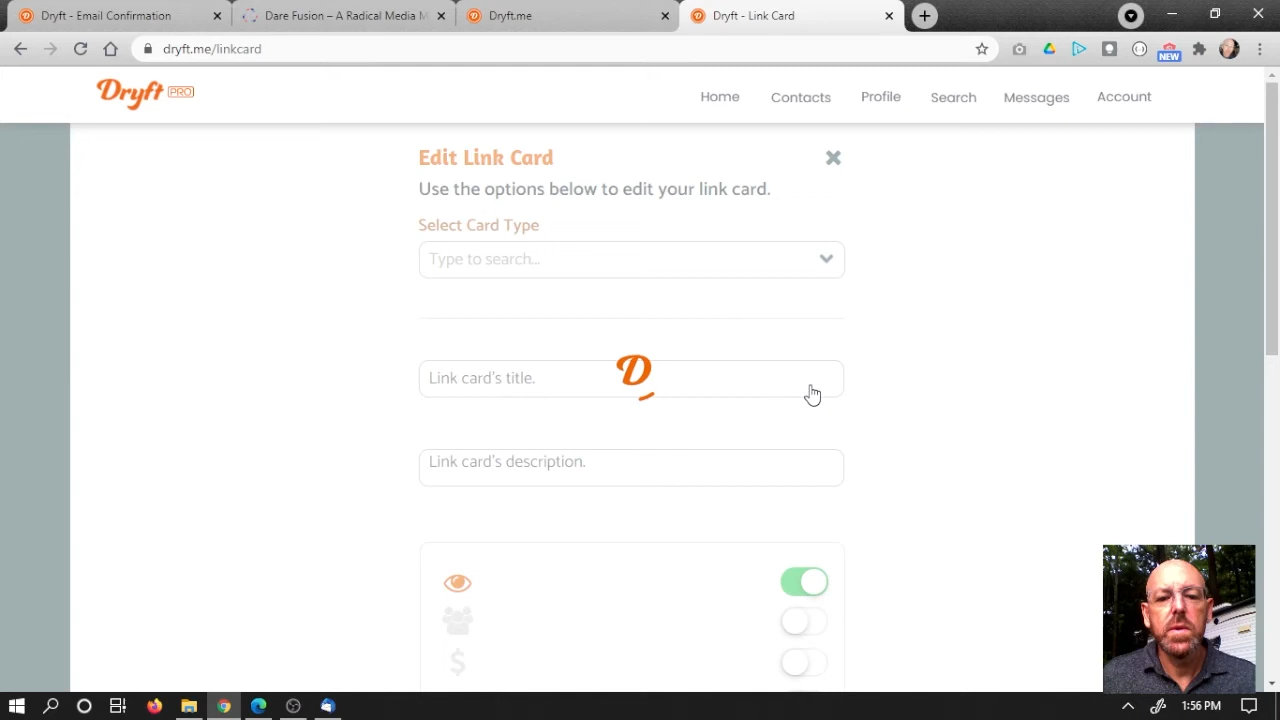 Dryft - Email Confirmation
Dare Fusion – A Radical Media M
Dryft.me
Dryft - Link Card
dryft.me/linkcard
NEW
Dryft PRO
Home
Contacts
Profile
Search
Messages
Account
Edit Link Card
Use the options below to edit your link card.
Select Card Type
Type to search...
Link card's title.
D
Link card's description.
$
1:56 PM